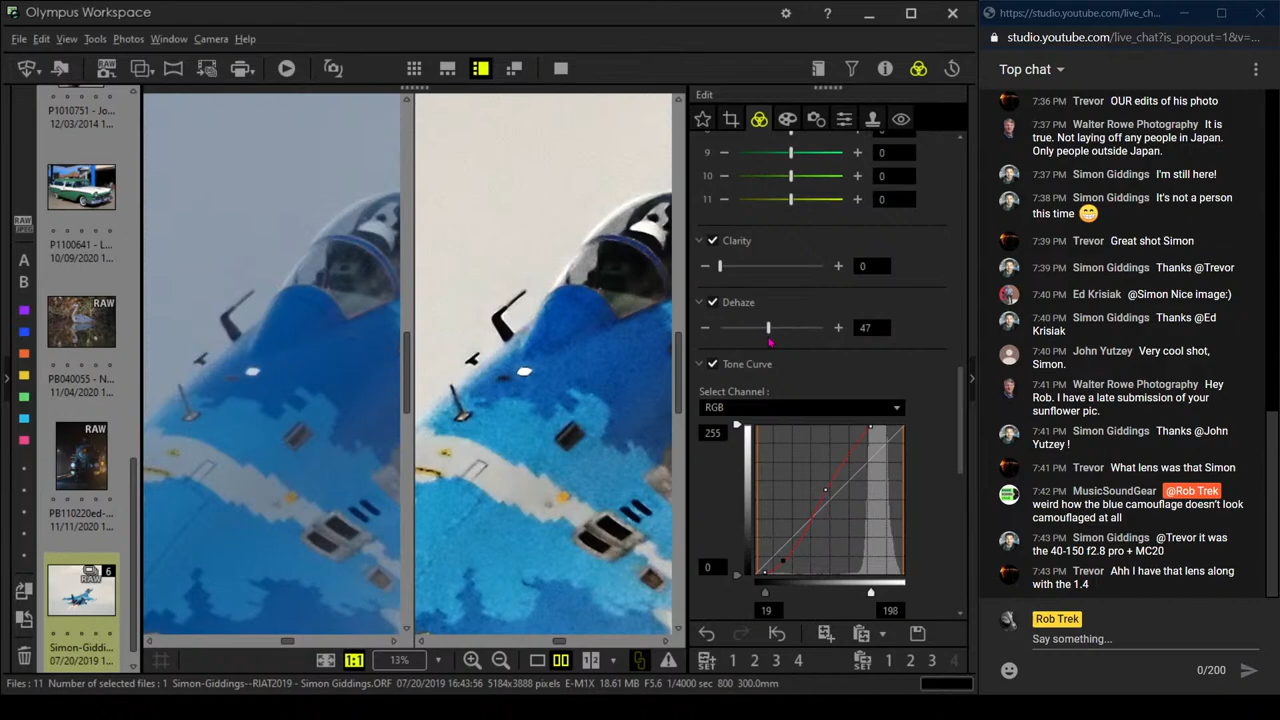 Olympus Workspace
File Edit View Tools Photos Window Camera Help
P1010751 - Jo...
12/03/2014 1...
P1100641 - L...
10/09/2020 1...
RAW
PB040055 - N...
11/04/2020 ...
RAW
PB110220ed-...
11/11/2020 ...
6
RAW
Simon-Giddi...
07/20/2019 1...
RAW
JPEG
A
B
Edit
9 0
10 0
11 0
Clarity
0
Dehaze
47
Tone Curve
Select Channel :
RGB
255
0
19 198
1:1 13%
SET 1 2 3 4 SET 1 2 3 4
Files : 11 Number of selected files : 1 Simon-Giddings--RIAT2019 - Simon Giddings.ORF 07/20/2019 16:43:56 5184x3888 pixels E-M1X 18.61 MB F5.6 1/4000 sec 800 300.0mm
https://studio.youtube.com/live_ch...
studio.youtube.com/live_chat?is_popout=1&v=...
Top chat
7:36 PM Trevor OUR edits of his photo
7:37 PM Walter Rowe Photography It is
true. Not laying off any people in Japan.
Only people outside Japan.
7:37 PM Simon Giddings I'm still here!
7:38 PM Simon Giddings It's not a person
this time 😁
7:39 PM Trevor Great shot Simon
7:39 PM Simon Giddings Thanks @Trevor
7:40 PM Ed Krisiak @Simon Nice image:)
7:40 PM Simon Giddings Thanks @Ed
Krisiak
7:40 PM John Yutzey Very cool shot,
Simon.
7:41 PM Walter Rowe Photography Hey
Rob. I have a late submission of your
sunflower pic.
7:41 PM Simon Giddings Thanks @John
Yutzey !
7:41 PM Trevor What lens was that Simon
7:42 PM MusicSoundGear @Rob Trek
weird how the blue camouflage doesn't look
camouflaged at all
7:43 PM Simon Giddings @Trevor it was
the 40-150 f2.8 pro + MC20
7:43 PM Trevor Ahh I have that lens along
with the 1.4
Rob Trek
Say something...
0/200